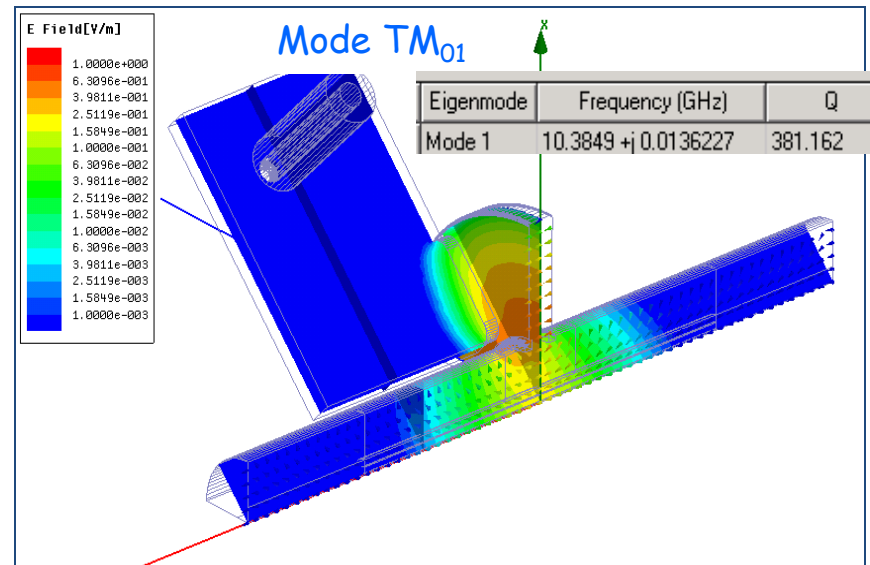 E Field[V/m]
1.0000e+000
6.3096e-001
3.9811e-001
2.5119e-001
1.5849e-001
1.0000e-001
6.3096e-002
3.9811e-002
2.5119e-002
1.5849e-002
1.0000e-002
6.3096e-003
3.9811e-003
2.5119e-003
1.5849e-003
1.0000e-003
Mode TM₀₁
x
Eigenmode Frequency (GHz) Q
Mode 1 10.3849 +j 0.0136227 381.162